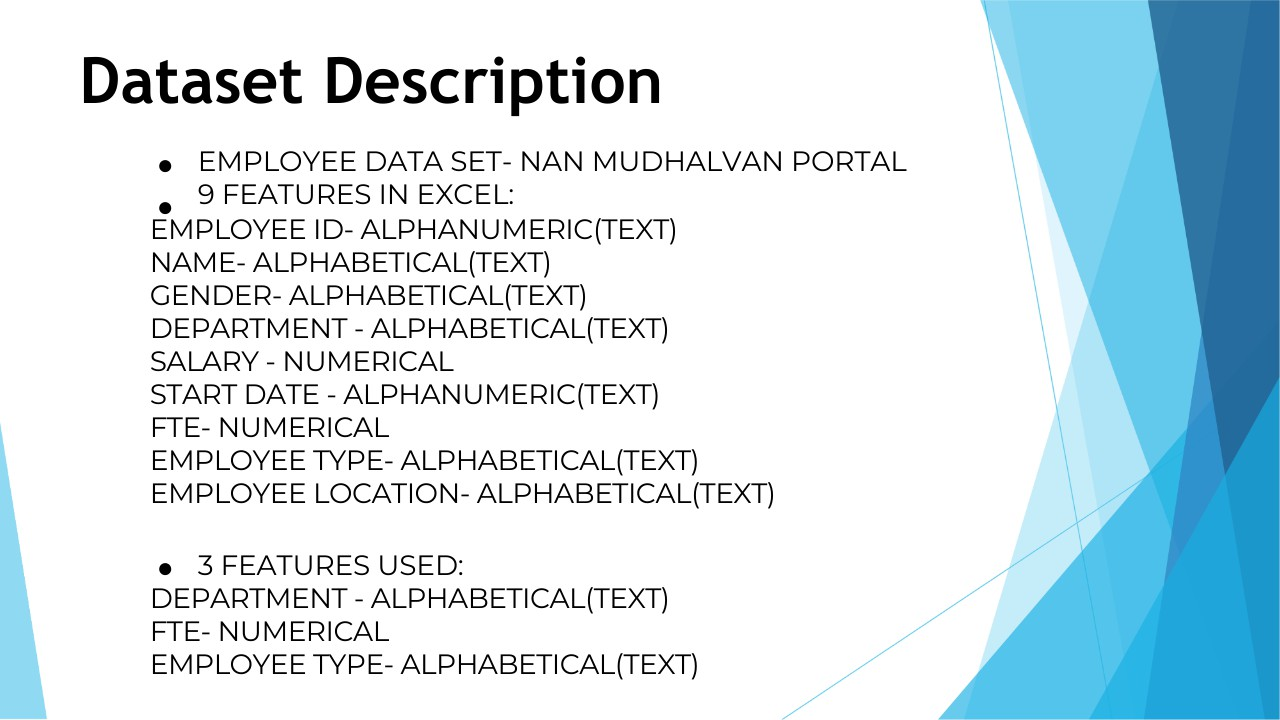 Dataset Description
• EMPLOYEE DATA SET- NAN MUDHALVAN PORTAL
• 9 FEATURES IN EXCEL:
EMPLOYEE ID- ALPHANUMERIC(TEXT)
NAME- ALPHABETICAL(TEXT)
GENDER- ALPHABETICAL(TEXT)
DEPARTMENT - ALPHABETICAL(TEXT)
SALARY - NUMERICAL
START DATE - ALPHANUMERIC(TEXT)
FTE- NUMERICAL
EMPLOYEE TYPE- ALPHABETICAL(TEXT)
EMPLOYEE LOCATION- ALPHABETICAL(TEXT)
• 3 FEATURES USED:
DEPARTMENT - ALPHABETICAL(TEXT)
FTE- NUMERICAL
EMPLOYEE TYPE- ALPHABETICAL(TEXT)